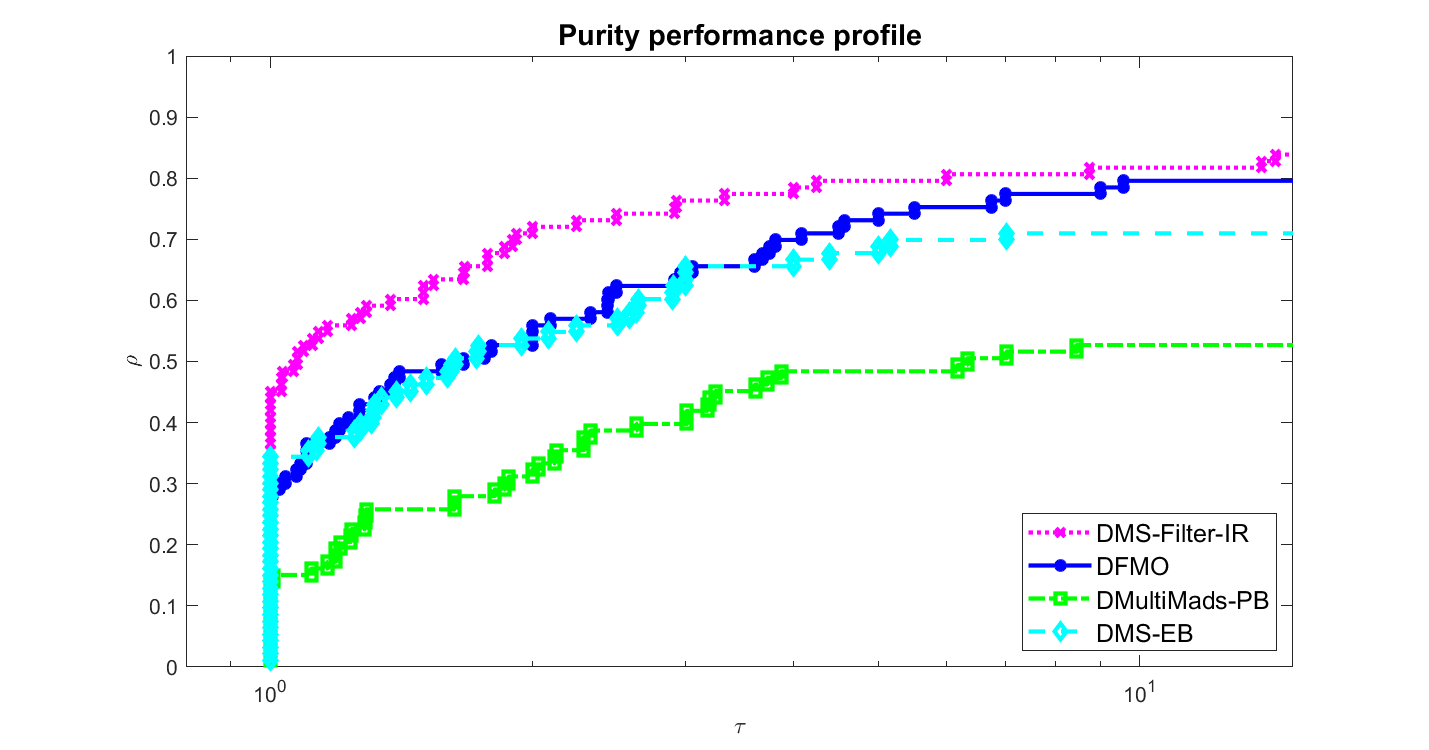 Purity performance profile
1
0.9
0.8
0.7
0.6
0.5
0.4
0.3
0.2
0.1
0
ρ
10⁰
10¹
τ
DMS-Filter-IR
DFMO
DMultiMads-PB
DMS-EB